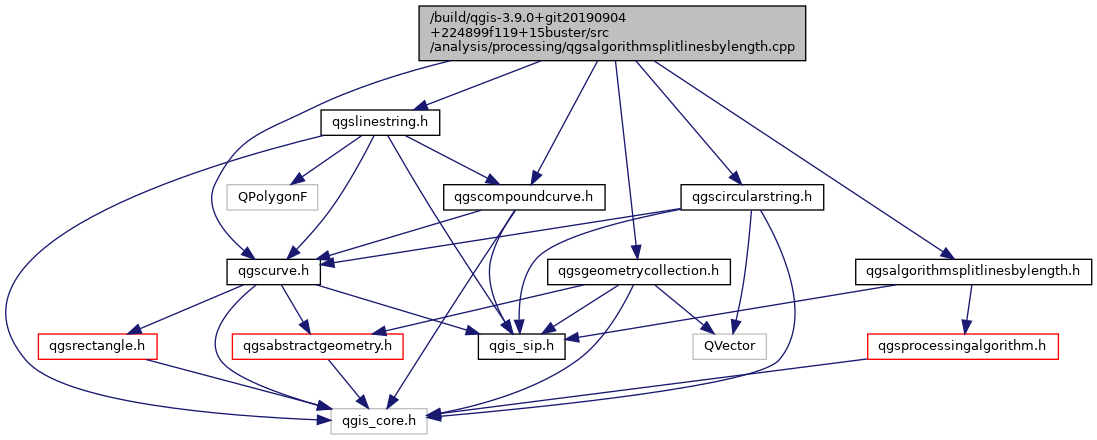 /build/qgis-3.9.0+git20190904
+224899f119+15buster/src
/analysis/processing/qgsalgorithmsplitlinesbylength.cpp
qgslinestring.h
QPolygonF
qgscompoundcurve.h
qgscircularstring.h
qgscurve.h
qgsgeometrycollection.h
qgsalgorithmsplitlinesbylength.h
qgsrectangle.h
qgsabstractgeometry.h
qgis_sip.h
QVector
qgsprocessingalgorithm.h
qgis_core.h